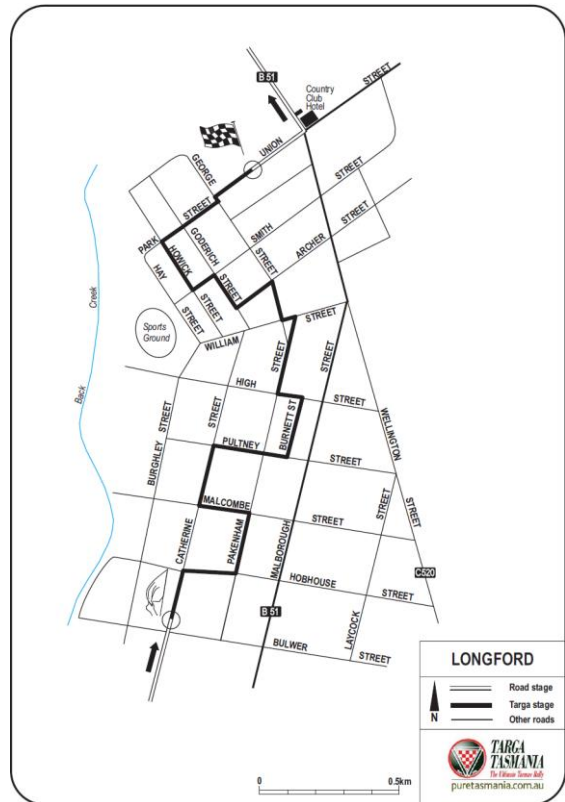 B 51
Country
Club
Hotel
STREET
UNION
GEORGE
STREET
STREET
PARK
HOWICK
GODERICH
SMITH
STREET
ARCHER
STREET
HAY
STREET
STREET
STREET
STREET
Sports
Ground
WILLIAM
STREET
Creek
Back
HIGH
STREET
STREET
STREET
STREET
BURNETT ST
WELLINGTON
STREET
BURGHLEY
STREET
PULTNEY
STREET
MALCOMBE
STREET
STREET
CATHERINE
PAKENHAM
MALBOROUGH
HOBHOUSE
STREET
C520
B 51
LAYCOCK
BULWER
STREET
LONGFORD
N
Road stage
Targa stage
Other roads
TARGA
TASMANIA
The Ultimate Tarmac Rally
puretasmania.com.au
0 0.5km